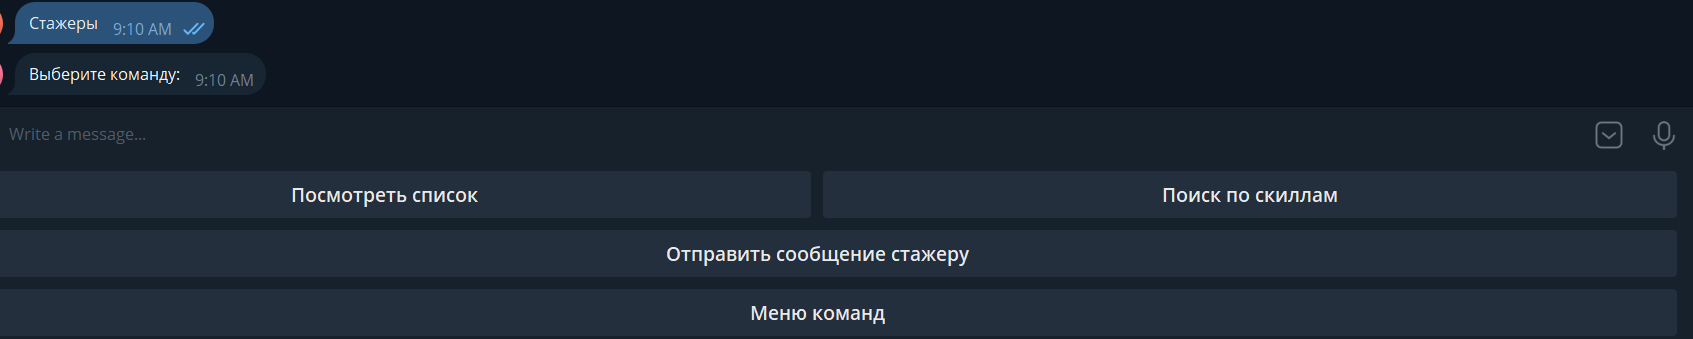 Стажеры 9:10 AM
Выберите команду: 9:10 AM
Write a message...
Посмотреть список Поиск по скиллам
Отправить сообщение стажеру
Меню команд